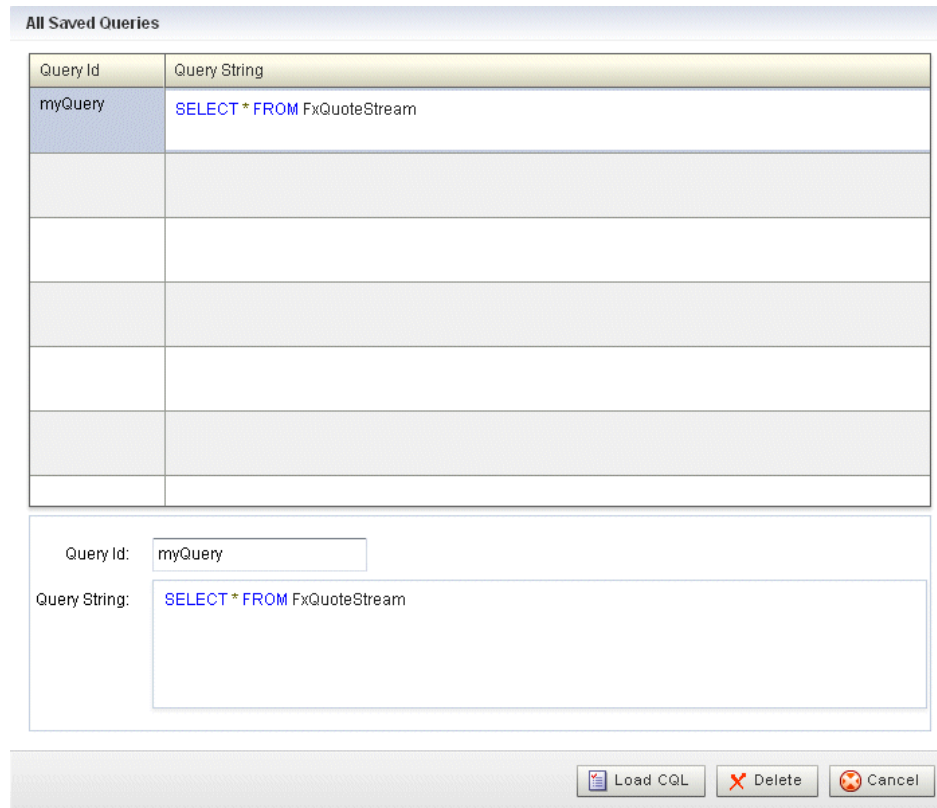 All Saved Queries
Query Id Query String
myQuery SELECT * FROM FxQuoteStream
Query Id: myQuery
Query String: SELECT * FROM FxQuoteStream
Load CQL Delete Cancel